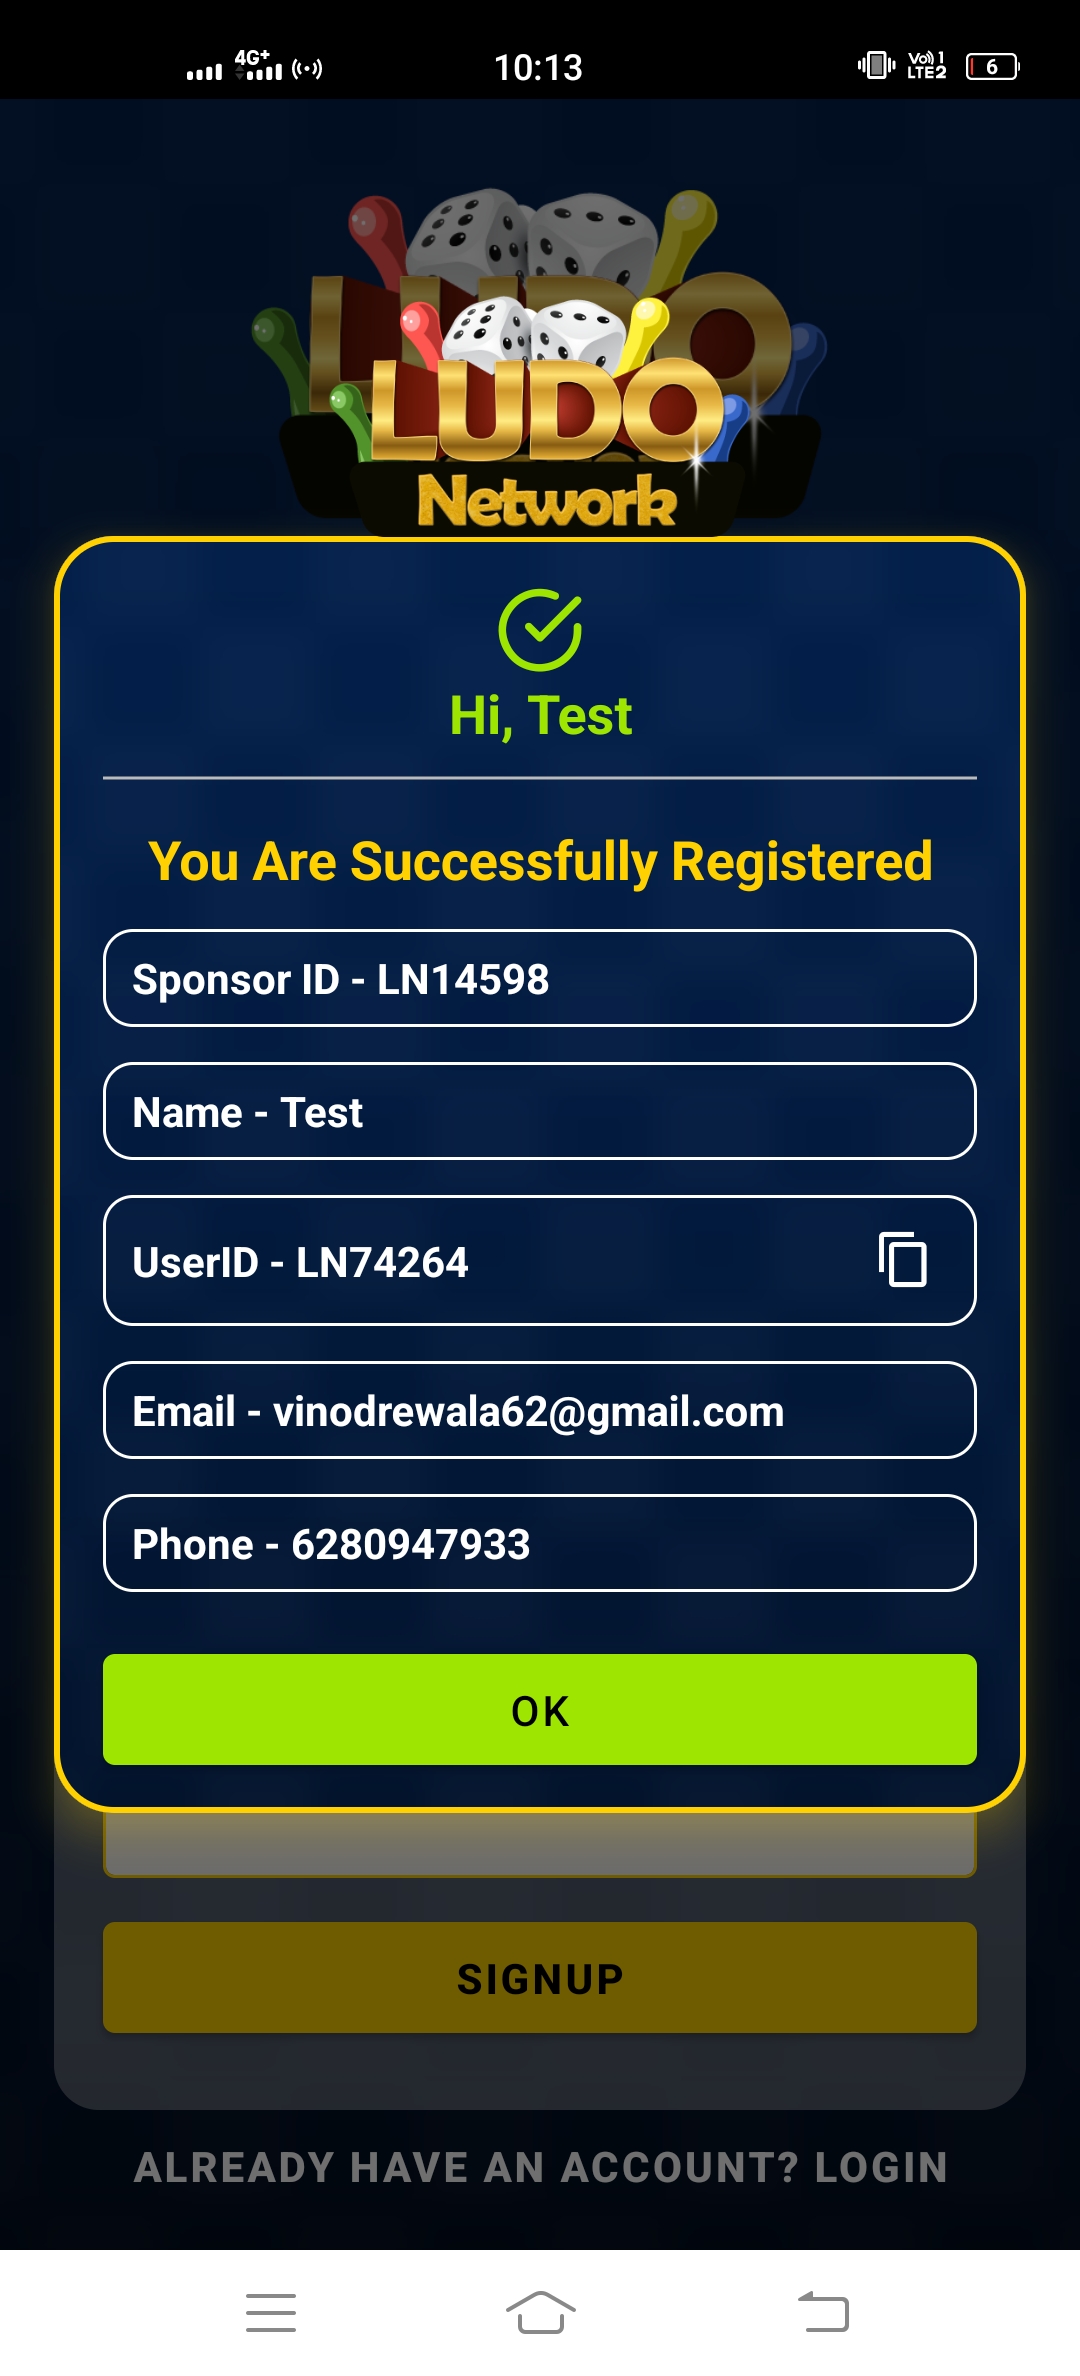 4G+
10:13
Vo)) 1
LTE2
6
LUDO
LUDO
Network
Hi, Test
You Are Successfully Registered
Sponsor ID - LN14598
Name - Test
UserID - LN74264
Email - vinodrewala62@gmail.com
Phone - 6280947933
OK
SIGNUP
ALREADY HAVE AN ACCOUNT? LOGIN